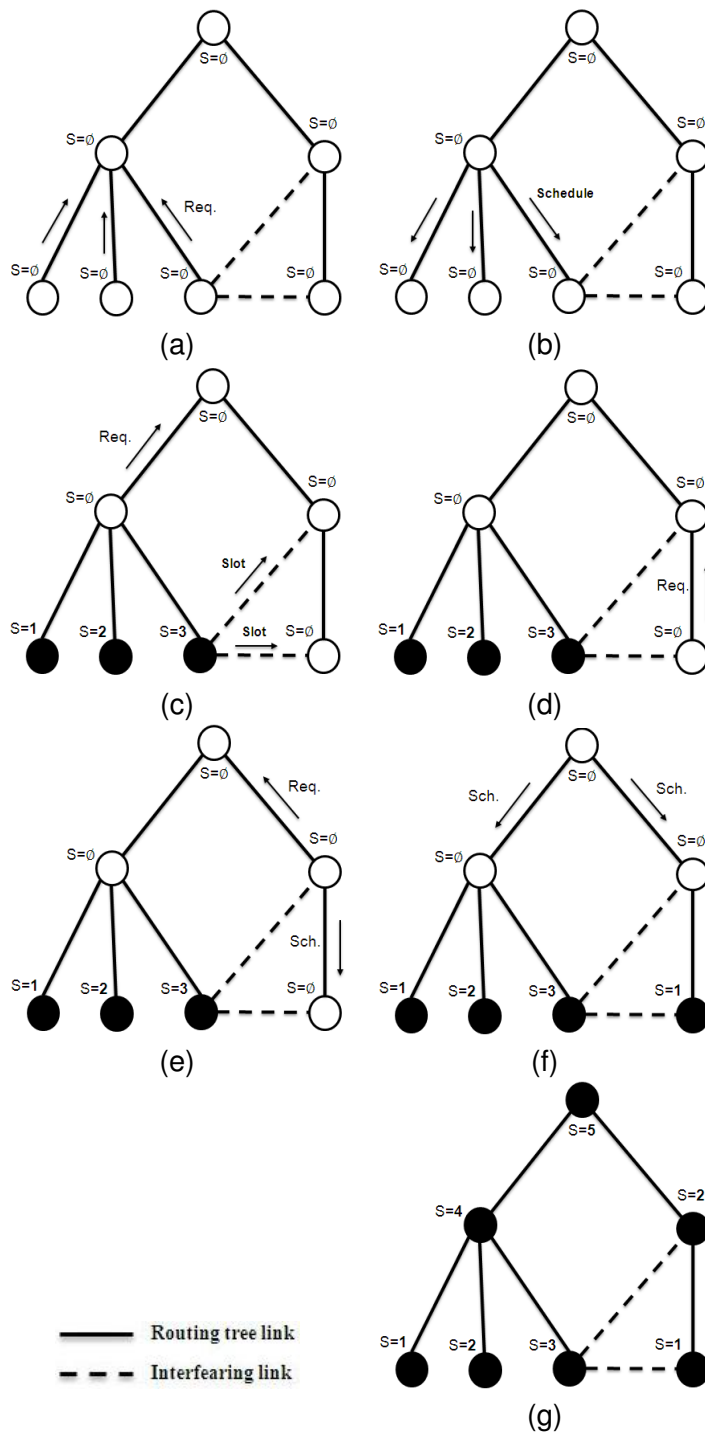 S=∅
S=∅
S=∅
Req.
S=∅
S=∅
S=∅
S=∅
(a)
S=∅
S=∅
S=∅
Schedule
S=∅
S=∅
S=∅
S=∅
(b)
S=∅
Req.
S=∅
S=∅
Slot
S=1
S=2
S=3
Slot
S=∅
(c)
S=∅
S=∅
S=∅
Req.
S=1
S=2
S=3
S=∅
(d)
S=∅
Req.
S=∅
S=∅
Sch.
S=1
S=2
S=3
S=∅
(e)
S=∅
Sch.
Sch.
S=∅
S=∅
S=1
S=2
S=3
S=1
(f)
S=5
S=4
S=2
S=1
S=2
S=3
S=1
(g)
Routing tree link
Interfearing link